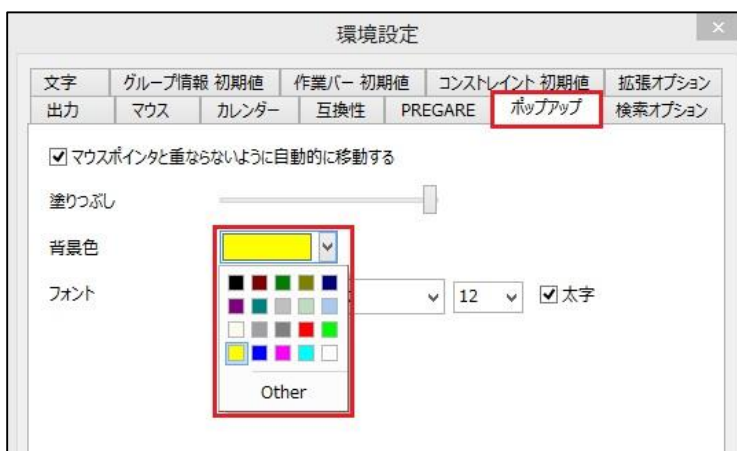 環境設定
文字 グループ情報 初期値 作業バー 初期値 コンストレイント 初期値 拡張オプション
出力 マウス カレンダー 互換性 PREGARE ポップアップ 検索オプション
マウスポインタと重ならないように自動的に移動する
塗りつぶし
背景色
フォント 12 太字
Other